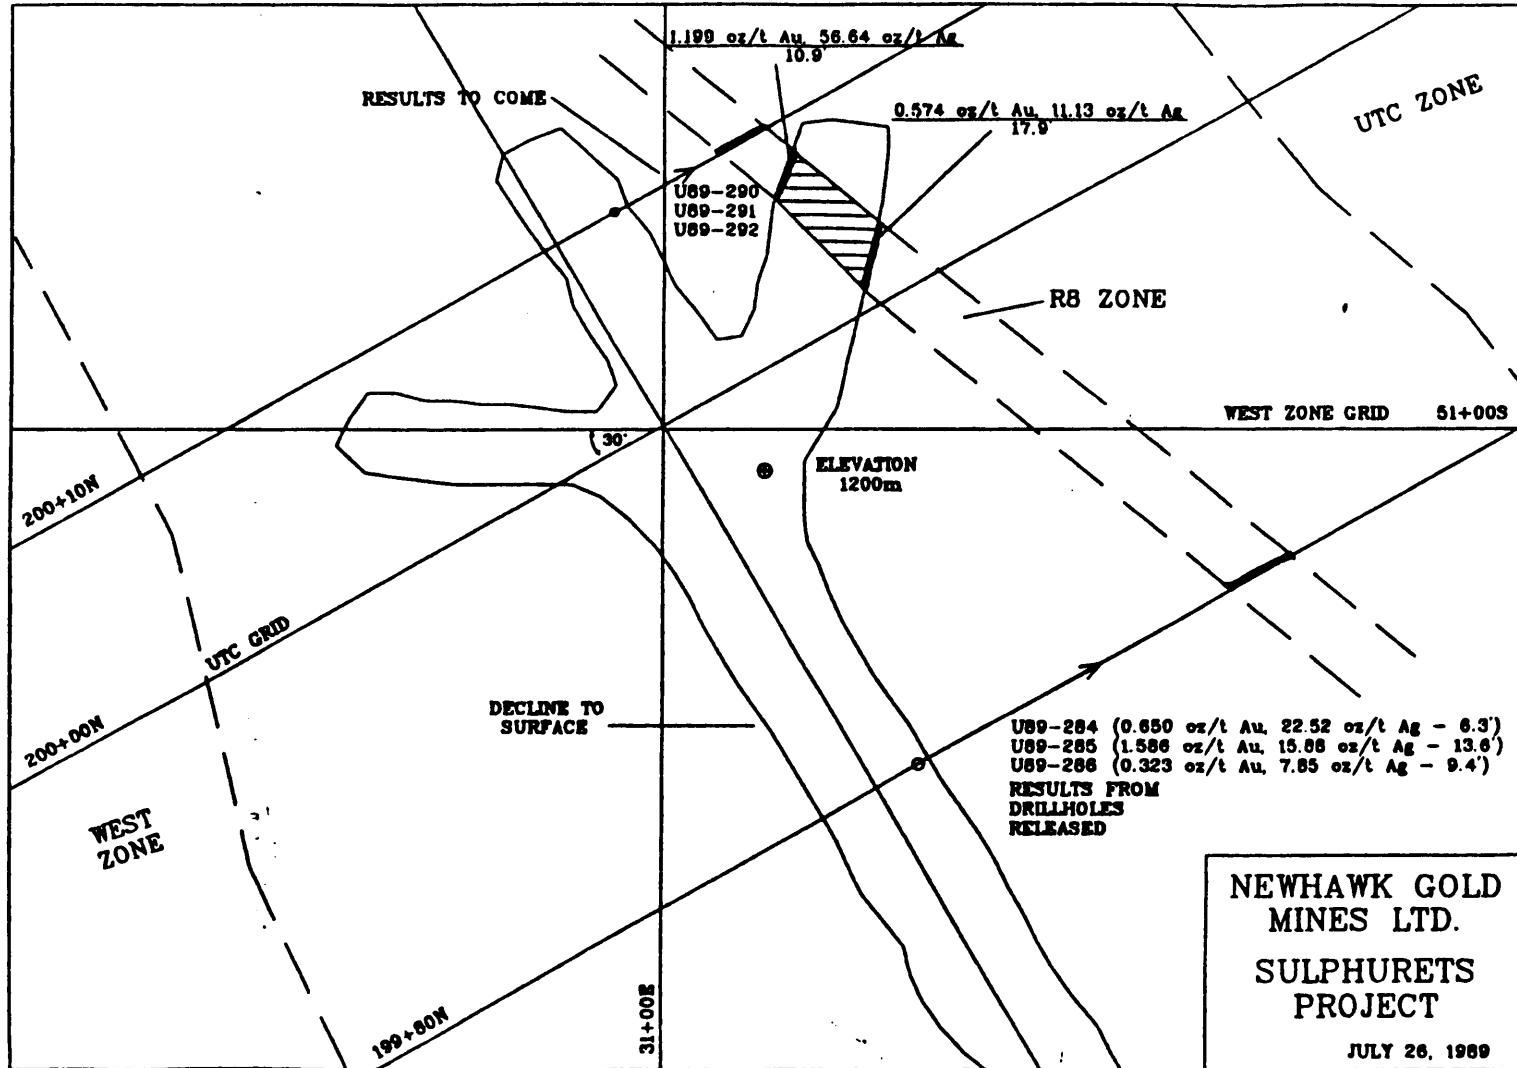 1.199 oz/t Au, 56.64 oz/t Ag
10.9'
RESULTS TO COME
0.574 oz/t Au, 11.13 oz/t Ag
17.9'
UTC ZONE
U89-290
U89-291
U89-292
R8 ZONE
WEST ZONE GRID 51+00S
30°
ELEVATION
1200m
200+10N
UTC GRID
200+00N
DECLINE TO
SURFACE
U89-284 (0.650 oz/t Au, 22.52 oz/t Ag - 6.3')
U89-285 (1.586 oz/t Au, 15.86 oz/t Ag - 13.6')
U89-286 (0.323 oz/t Au, 7.85 oz/t Ag - 9.4')
RESULTS FROM
DRILLHOLES
RELEASED
WEST
ZONE
199+80N
31+00E
NEWHAWK GOLD
MINES LTD.
SULPHURETS
PROJECT
JULY 26, 1989